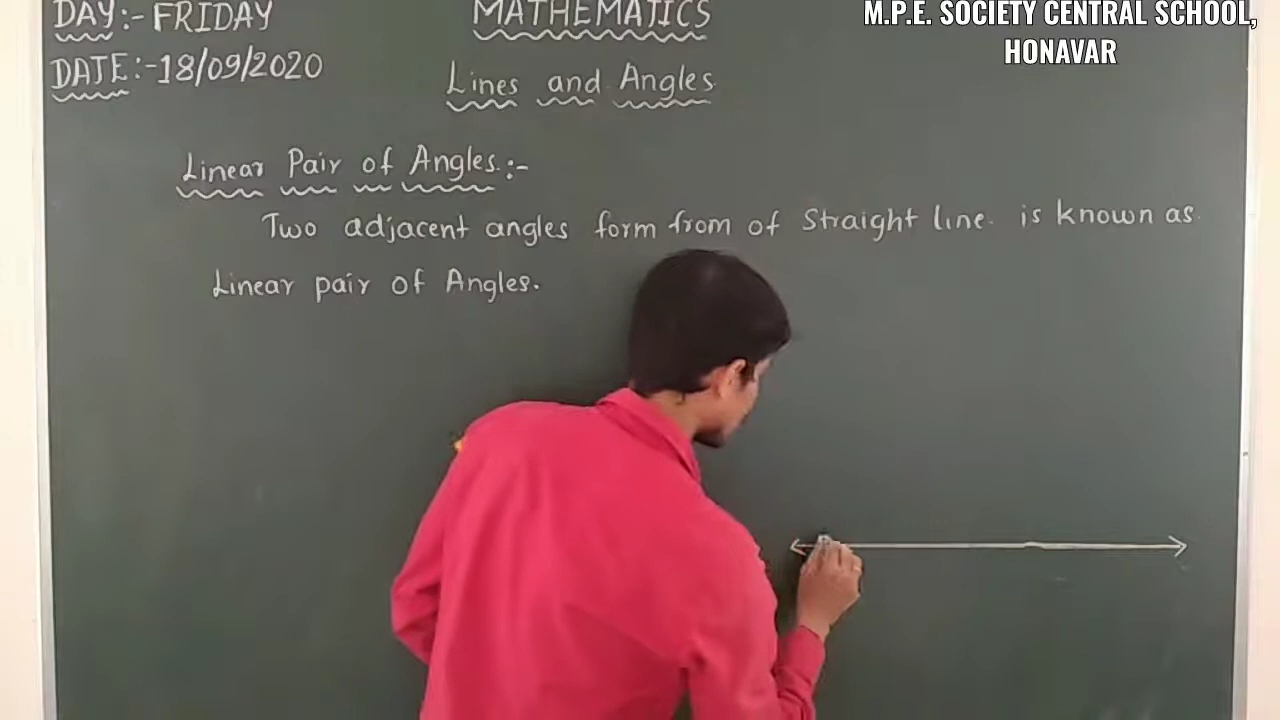 DAY:- FRIDAY
DATE:-18/09/2020
MATHEMATICS
Lines and Angles
M.P.E. SOCIETY CENTRAL SCHOOL,
HONAVAR
Linear Pair of Angles:-
Two adjacent angles form from of straight line. is known as
Linear pair of Angles.